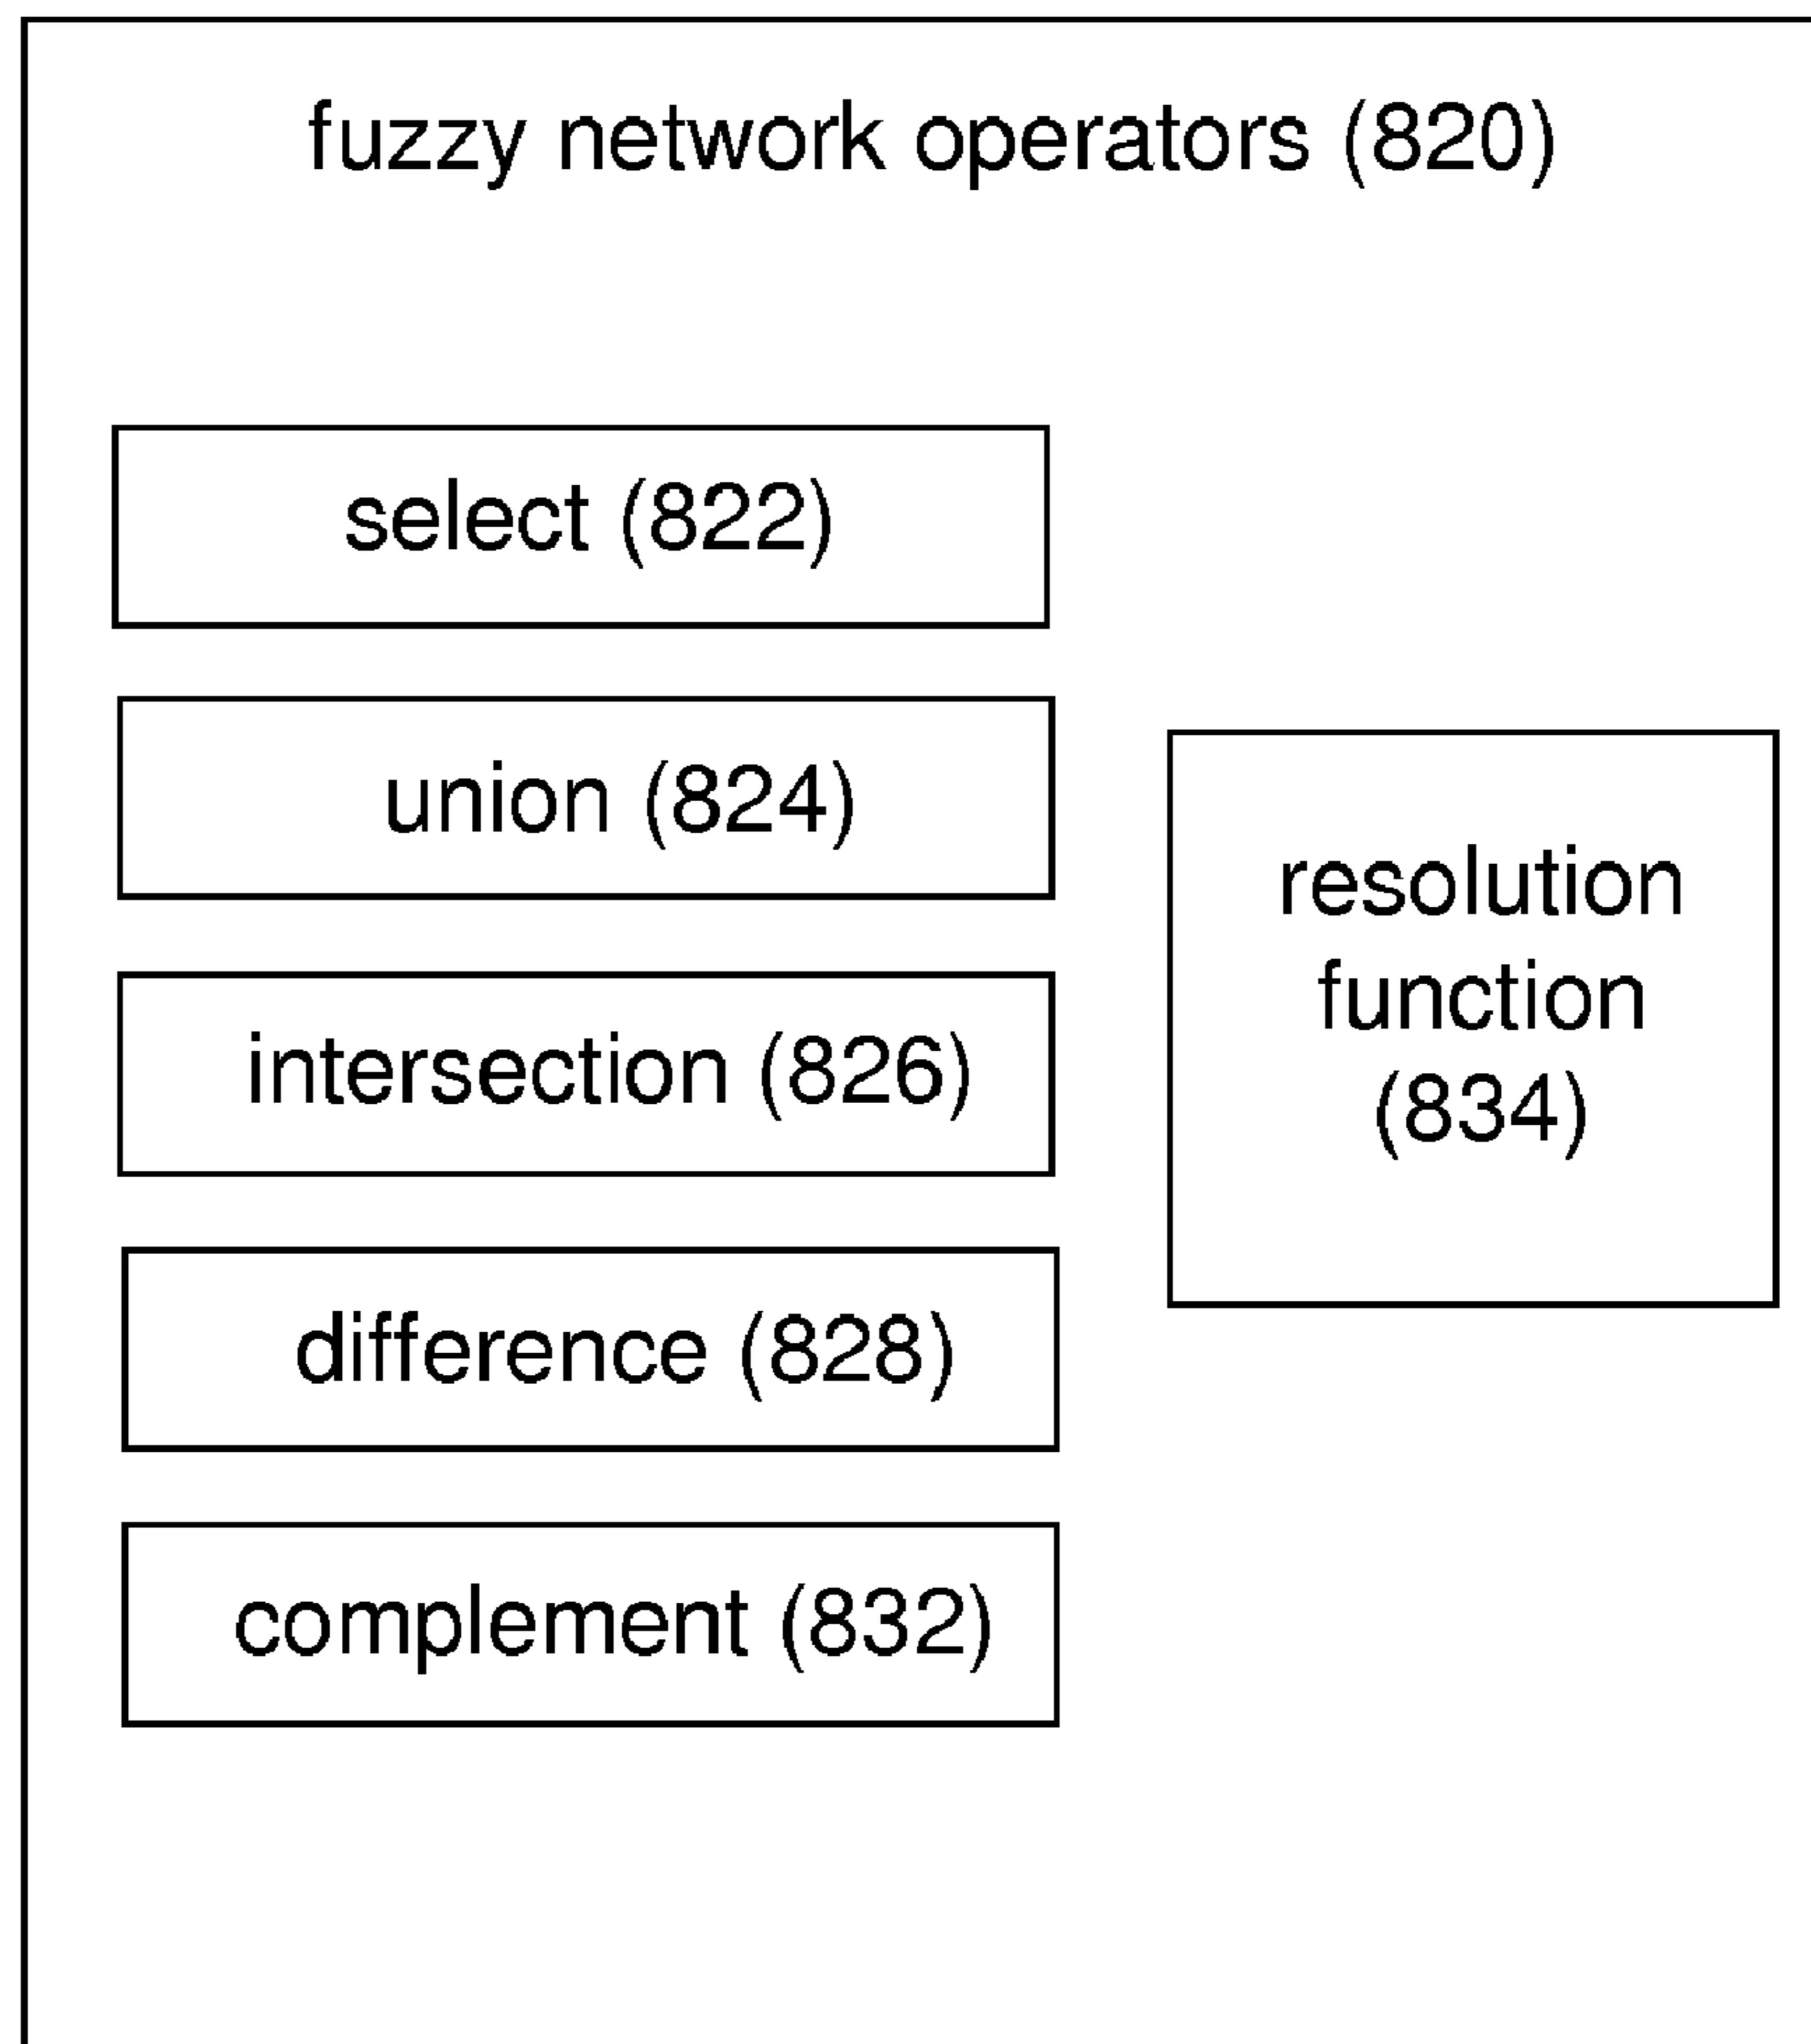 fuzzy network operators (820)
select (822)
union (824)
intersection (826)
difference (828)
complement (832)
resolution
function
(834)